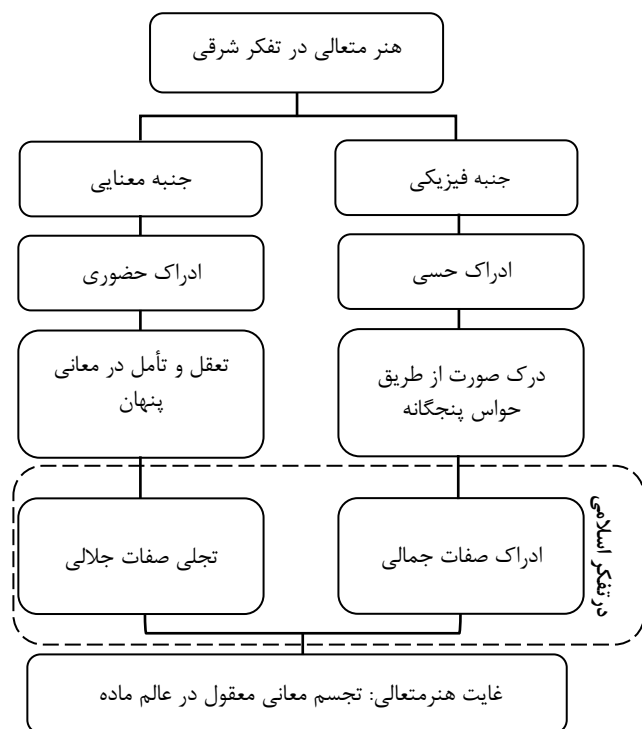 هنر متعالی در تفکر شرقی
جنبه فیزیکی
جنبه معنایی
ادراک حسی
ادراک حضوری
درک صورت از طریق
حواس پنجگانه
تعقل و تأمل در معانی
پنهان
در تفکر اسلامی
ادراک صفات جمالی
تجلی صفات جلالی
غایت هنرمتعالی: تجسم معانی معقول در عالم ماده